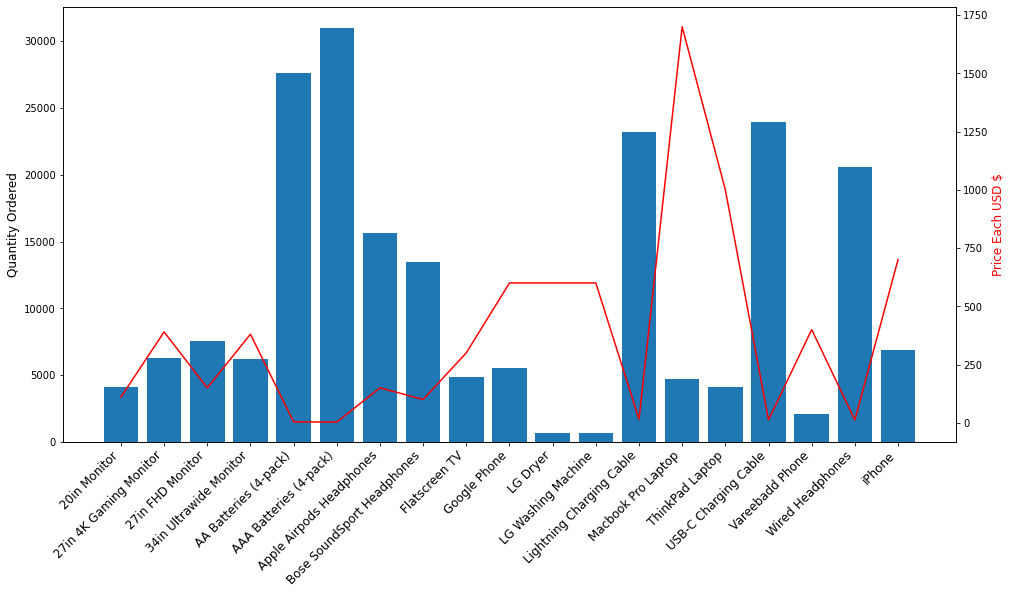 Quantity Ordered
30000
25000
20000
15000
10000
5000
0
1750
1500
1250
1000
750
500
250
0
Price Each USD $
20in Monitor
27in 4K Gaming Monitor
27in FHD Monitor
34in Ultrawide Monitor
AA Batteries (4-pack)
AAA Batteries (4-pack)
Apple Airpods Headphones
Bose SoundSport Headphones
Flatscreen TV
Google Phone
LG Dryer
LG Washing Machine
Lightning Charging Cable
Macbook Pro Laptop
ThinkPad Laptop
USB-C Charging Cable
Vareebadd Phone
Wired Headphones
iPhone